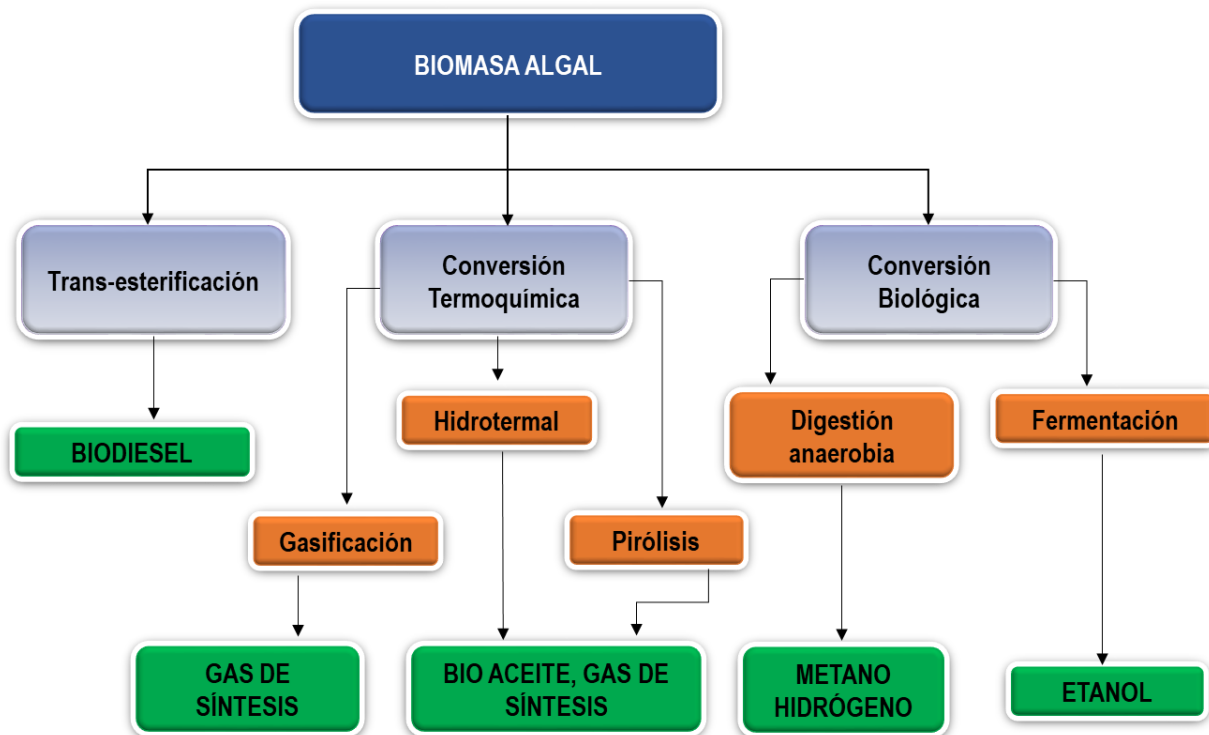 BIOMASA ALGAL
Trans-esterificación
Conversión
Termoquímica
Conversión
Biológica
BIODIESEL
Hidrotermal
Digestión
anaerobia
Fermentación
Gasificación
Pirólisis
GAS DE
SÍNTESIS
BIO ACEITE, GAS DE
SÍNTESIS
METANO
HIDRÓGENO
ETANOL